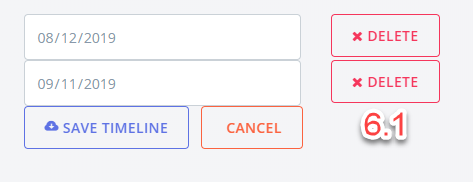 08/12/2019 DELETE
09/11/2019 DELETE
SAVE TIMELINE CANCEL 6.1